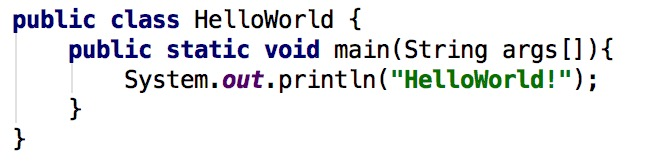 public class HelloWorld {
    public static void main(String args[]){
        System.out.println("HelloWorld!");
    }
}